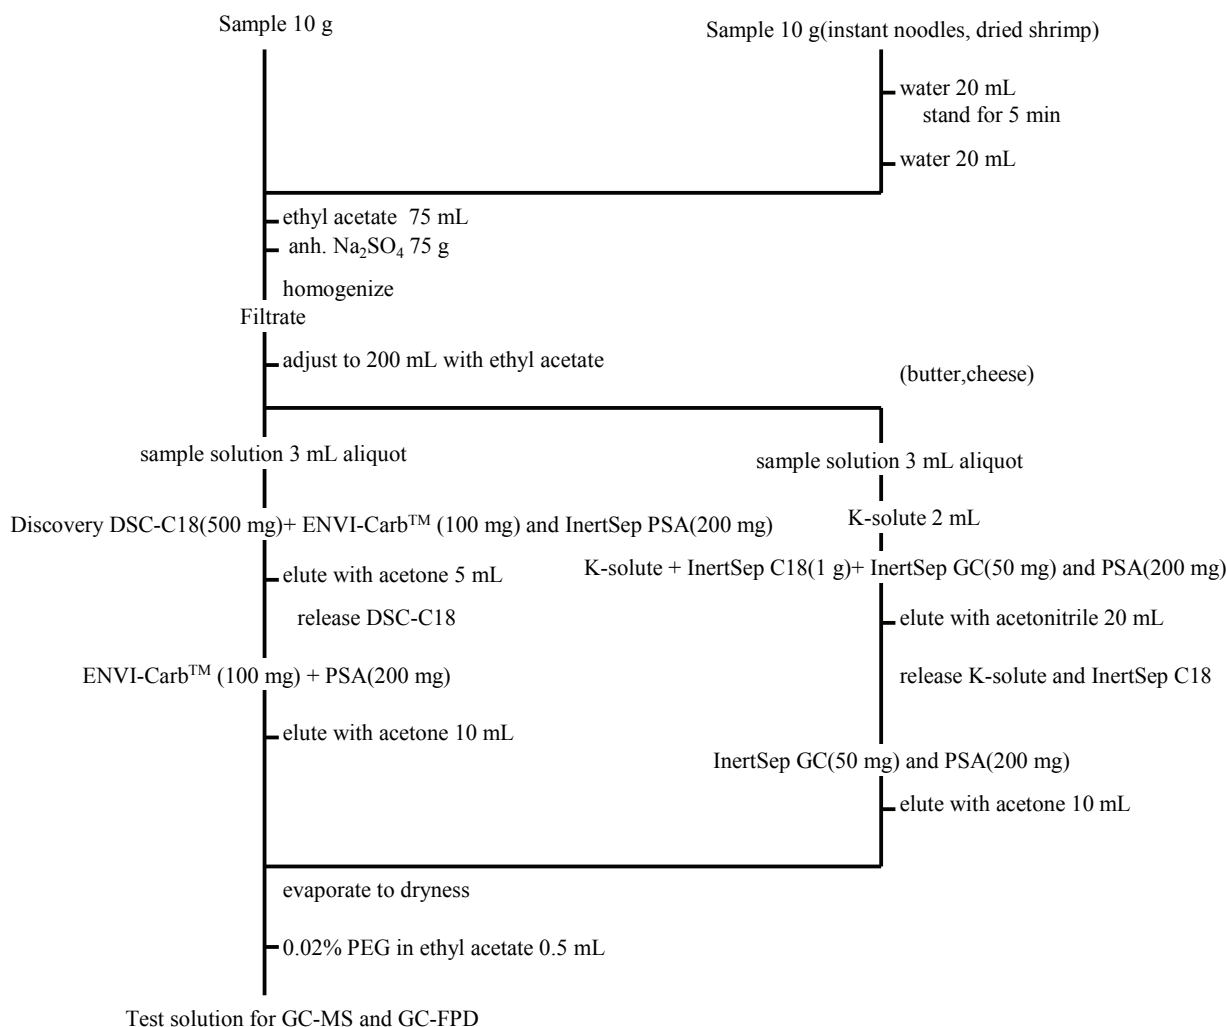 Sample 10 g
Sample 10 g(instant noodles, dried shrimp)
water 20 mL
stand for 5 min
water 20 mL
ethyl acetate  75 mL
anh. Na₂SO₄ 75 g
homogenize
Filtrate
adjust to 200 mL with ethyl acetate
(butter,cheese)
sample solution 3 mL aliquot
sample solution 3 mL aliquot
Discovery DSC-C18(500 mg)+ ENVI-Carb™ (100 mg) and InertSep PSA(200 mg)
K-solute 2 mL
elute with acetone 5 mL
K-solute + InertSep C18(1 g)+ InertSep GC(50 mg) and PSA(200 mg)
release DSC-C18
elute with acetonitrile 20 mL
ENVI-Carb™ (100 mg) + PSA(200 mg)
release K-solute and InertSep C18
elute with acetone 10 mL
InertSep GC(50 mg) and PSA(200 mg)
elute with acetone 10 mL
evaporate to dryness
0.02% PEG in ethyl acetate 0.5 mL
Test solution for GC-MS and GC-FPD